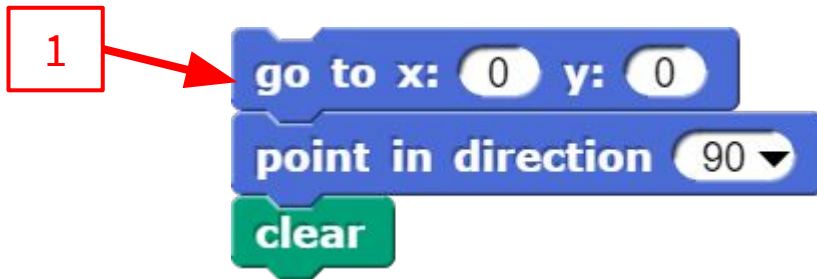 1
go to x: 0 y: 0
point in direction 90
clear